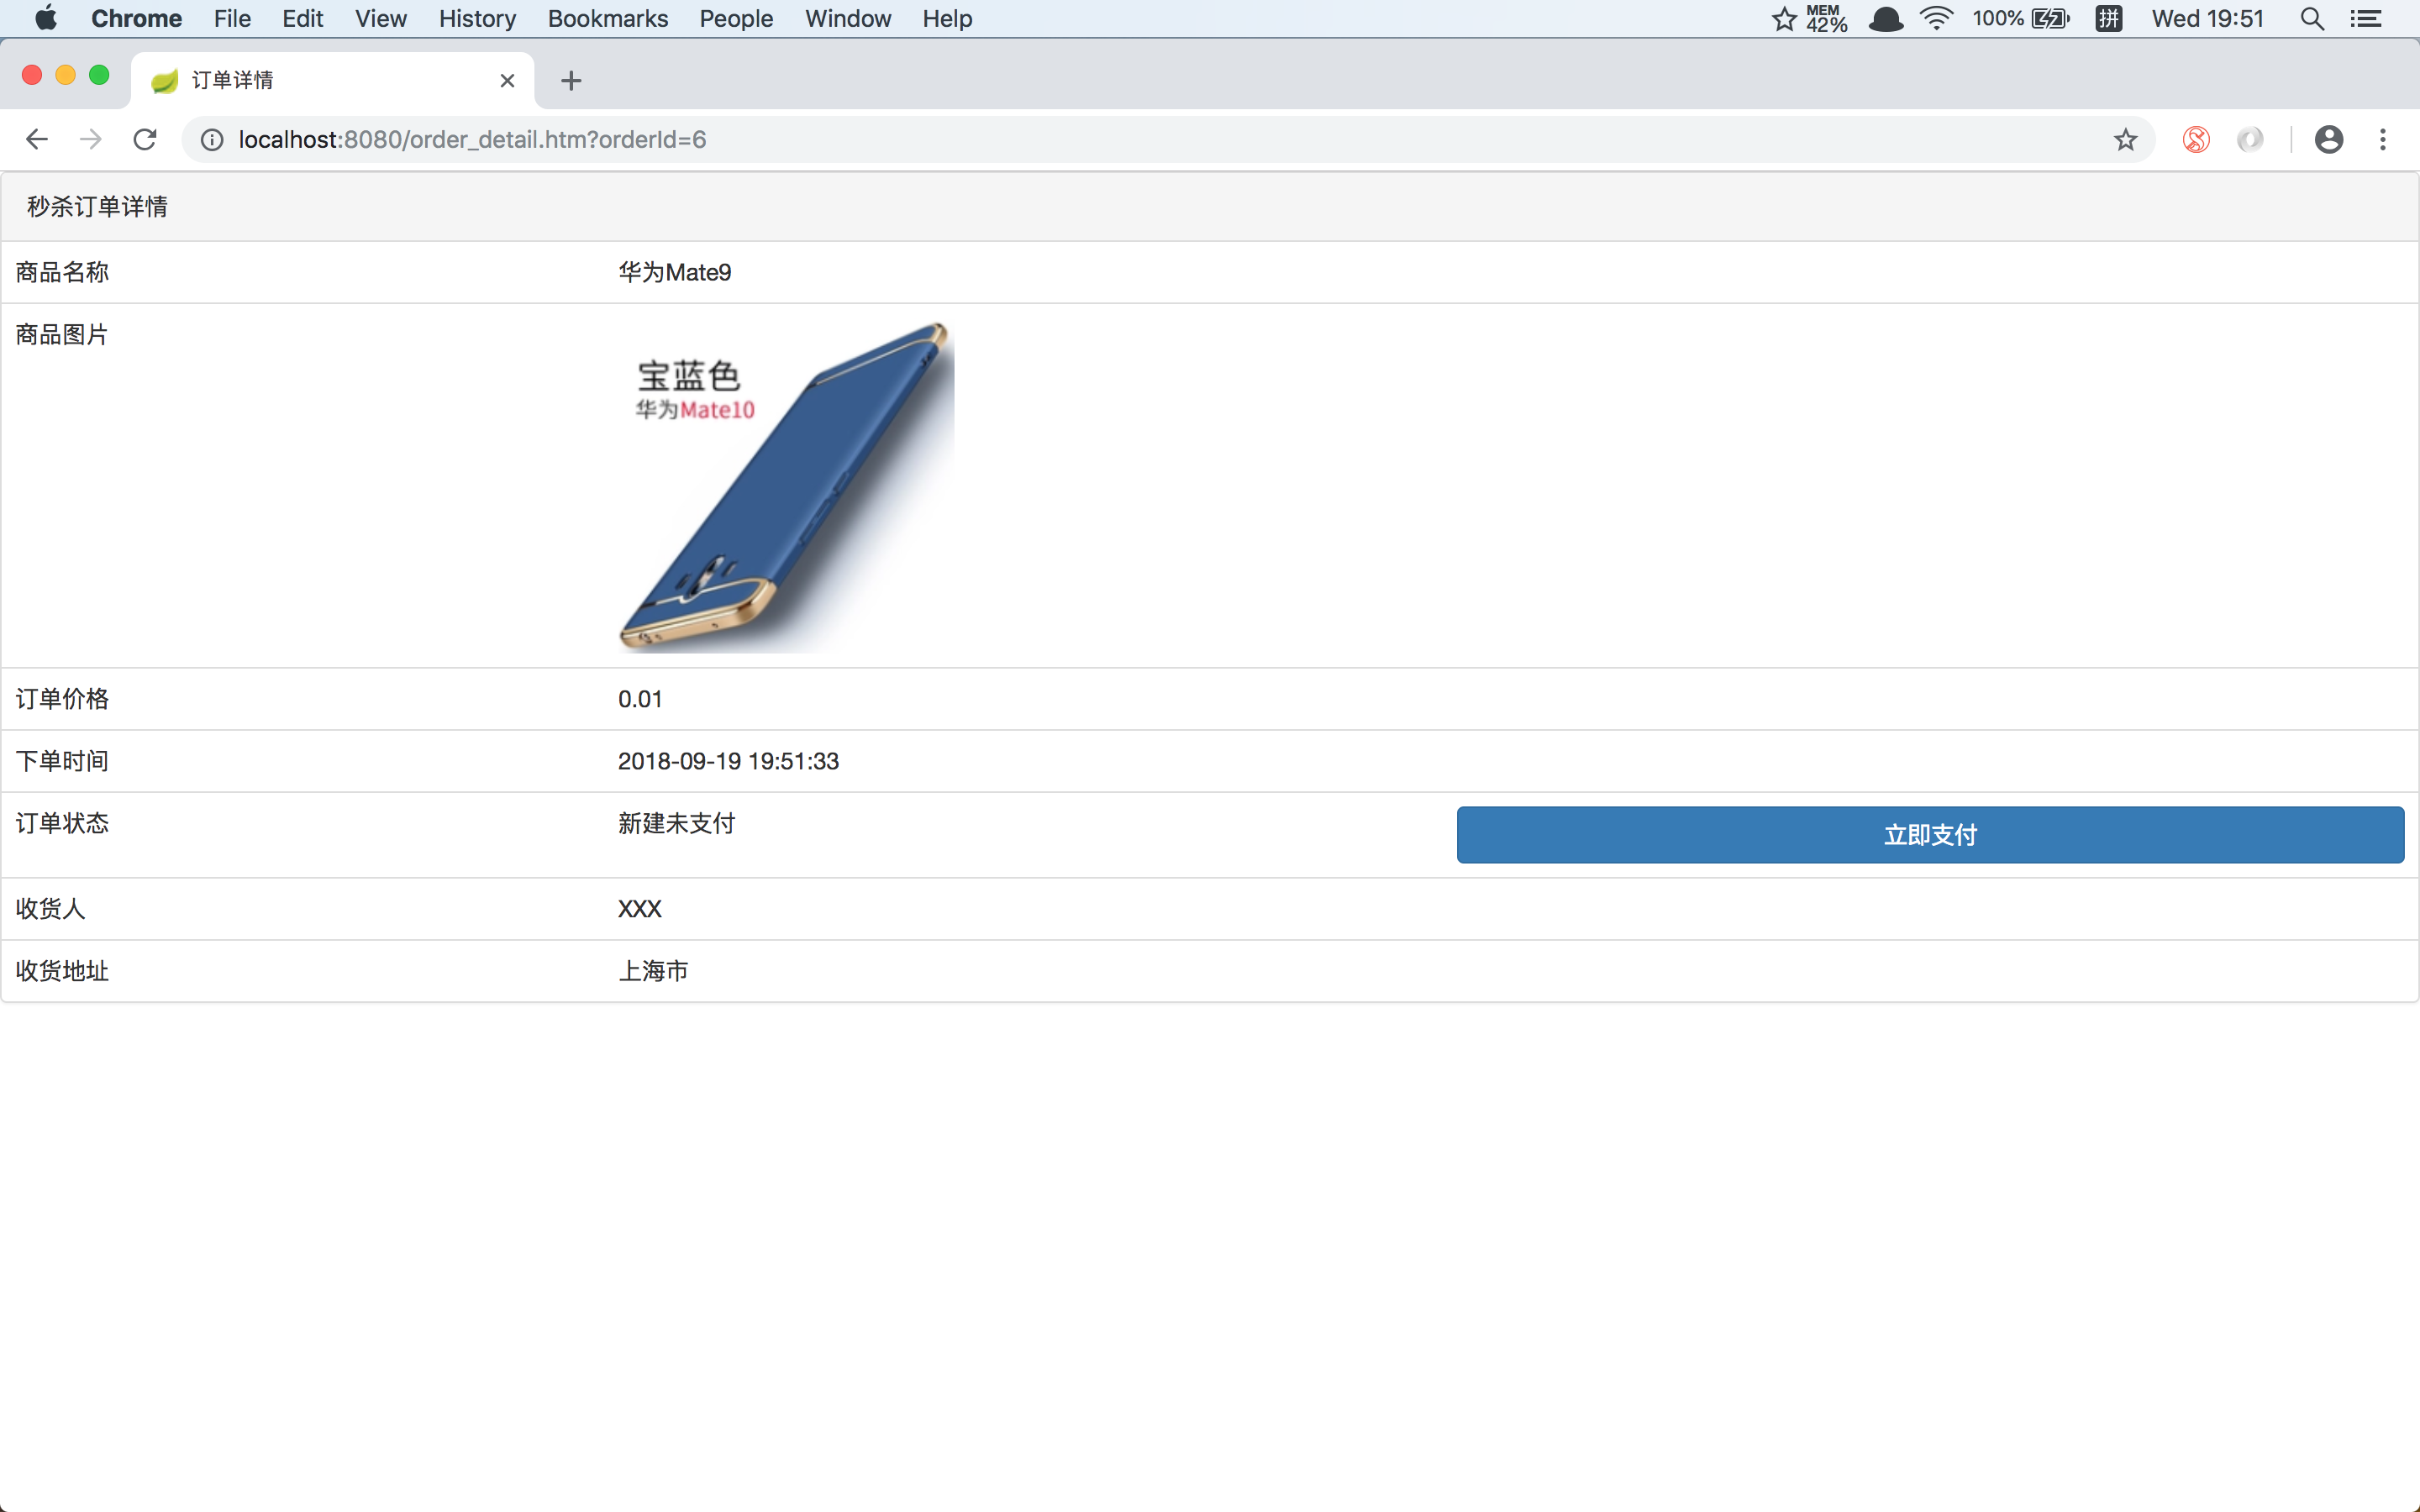 Chrome File Edit View History Bookmarks People Window Help MEM 42% 100% 拼 Wed 19:51
订单详情
localhost:8080/order_detail.htm?orderId=6
秒杀订单详情
商品名称 华为Mate9
商品图片
宝蓝色
华为Mate10
订单价格 0.01
下单时间 2018-09-19 19:51:33
订单状态 新建未支付 立即支付
收货人 XXX
收货地址 上海市